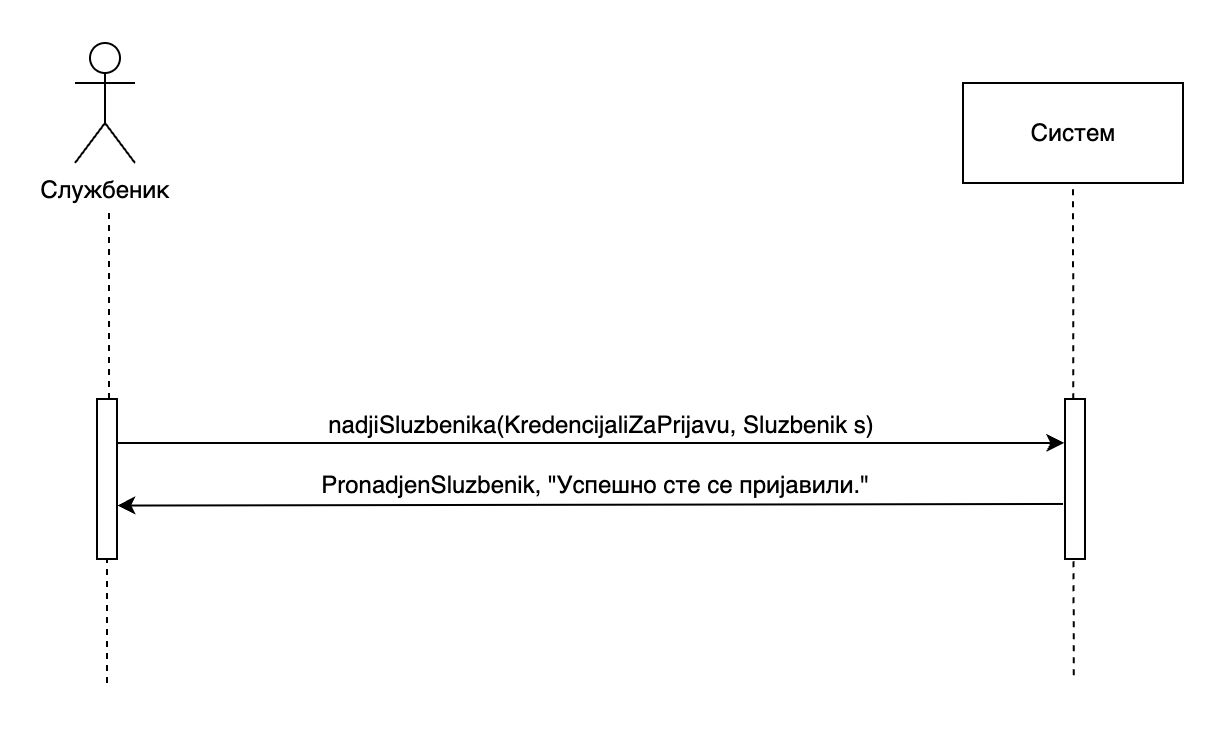 Службеник
Систем
nadjiSluzbenika(KredencijaliZaPrijavu, Sluzbenik s)
PronadjenSluzbenik, "Успешно сте се пријавили."